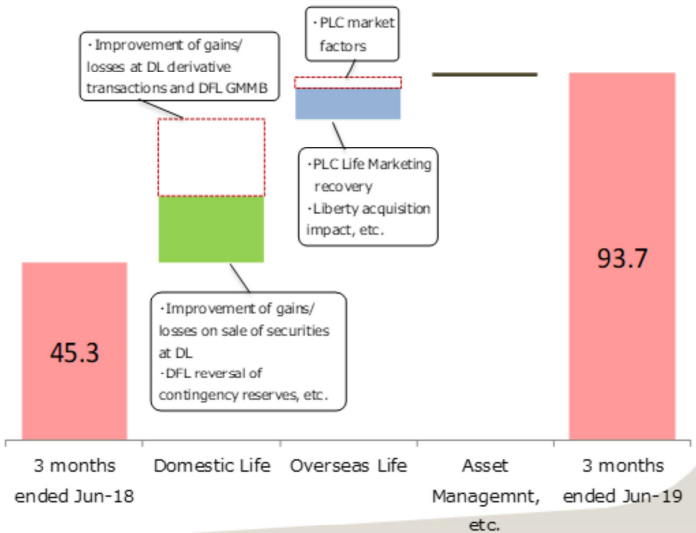 ・PLC market
factors
・Improvement of gains/
losses at DL derivative
transactions and DFL GMMB
・PLC Life Marketing
recovery
・Liberty acquisition
impact, etc.
・Improvement of gains/
losses on sale of securities
at DL
・DFL reversal of
contingency reserves, etc.
45.3
93.7
3 months
ended Jun-18
Domestic Life
Overseas Life
Asset
Managemnt,
etc.
3 months
ended Jun-19